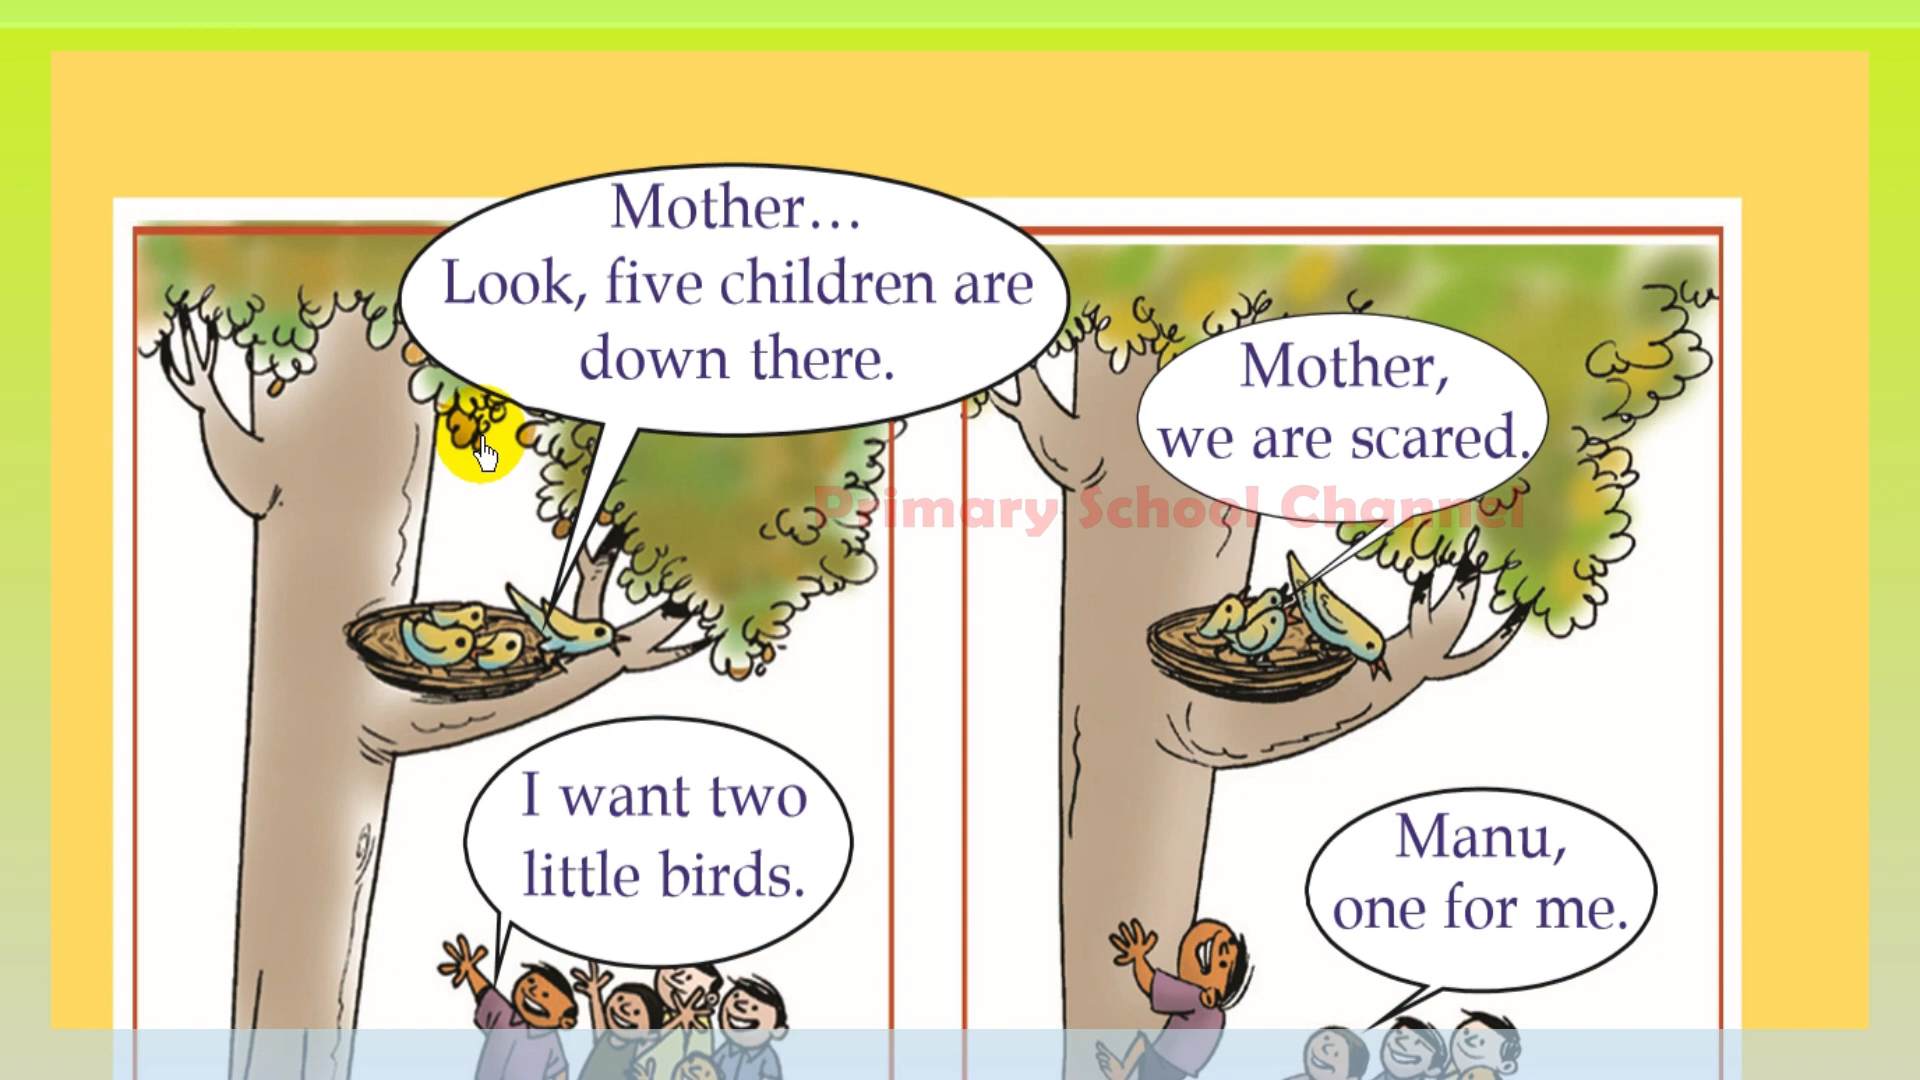 Mother...
Look, five children are
down there.
I want two
little birds.
Mother,
we are scared.
Primary School Channel
Manu,
one for me.